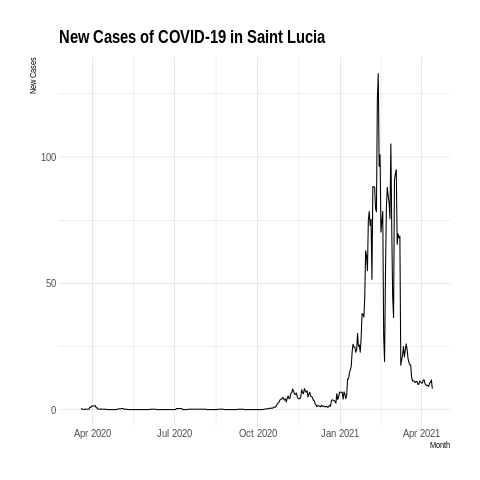 New Cases of COVID-19 in Saint Lucia
New Cases
100
50
0
Apr 2020 Jul 2020 Oct 2020 Jan 2021 Apr 2021
Month